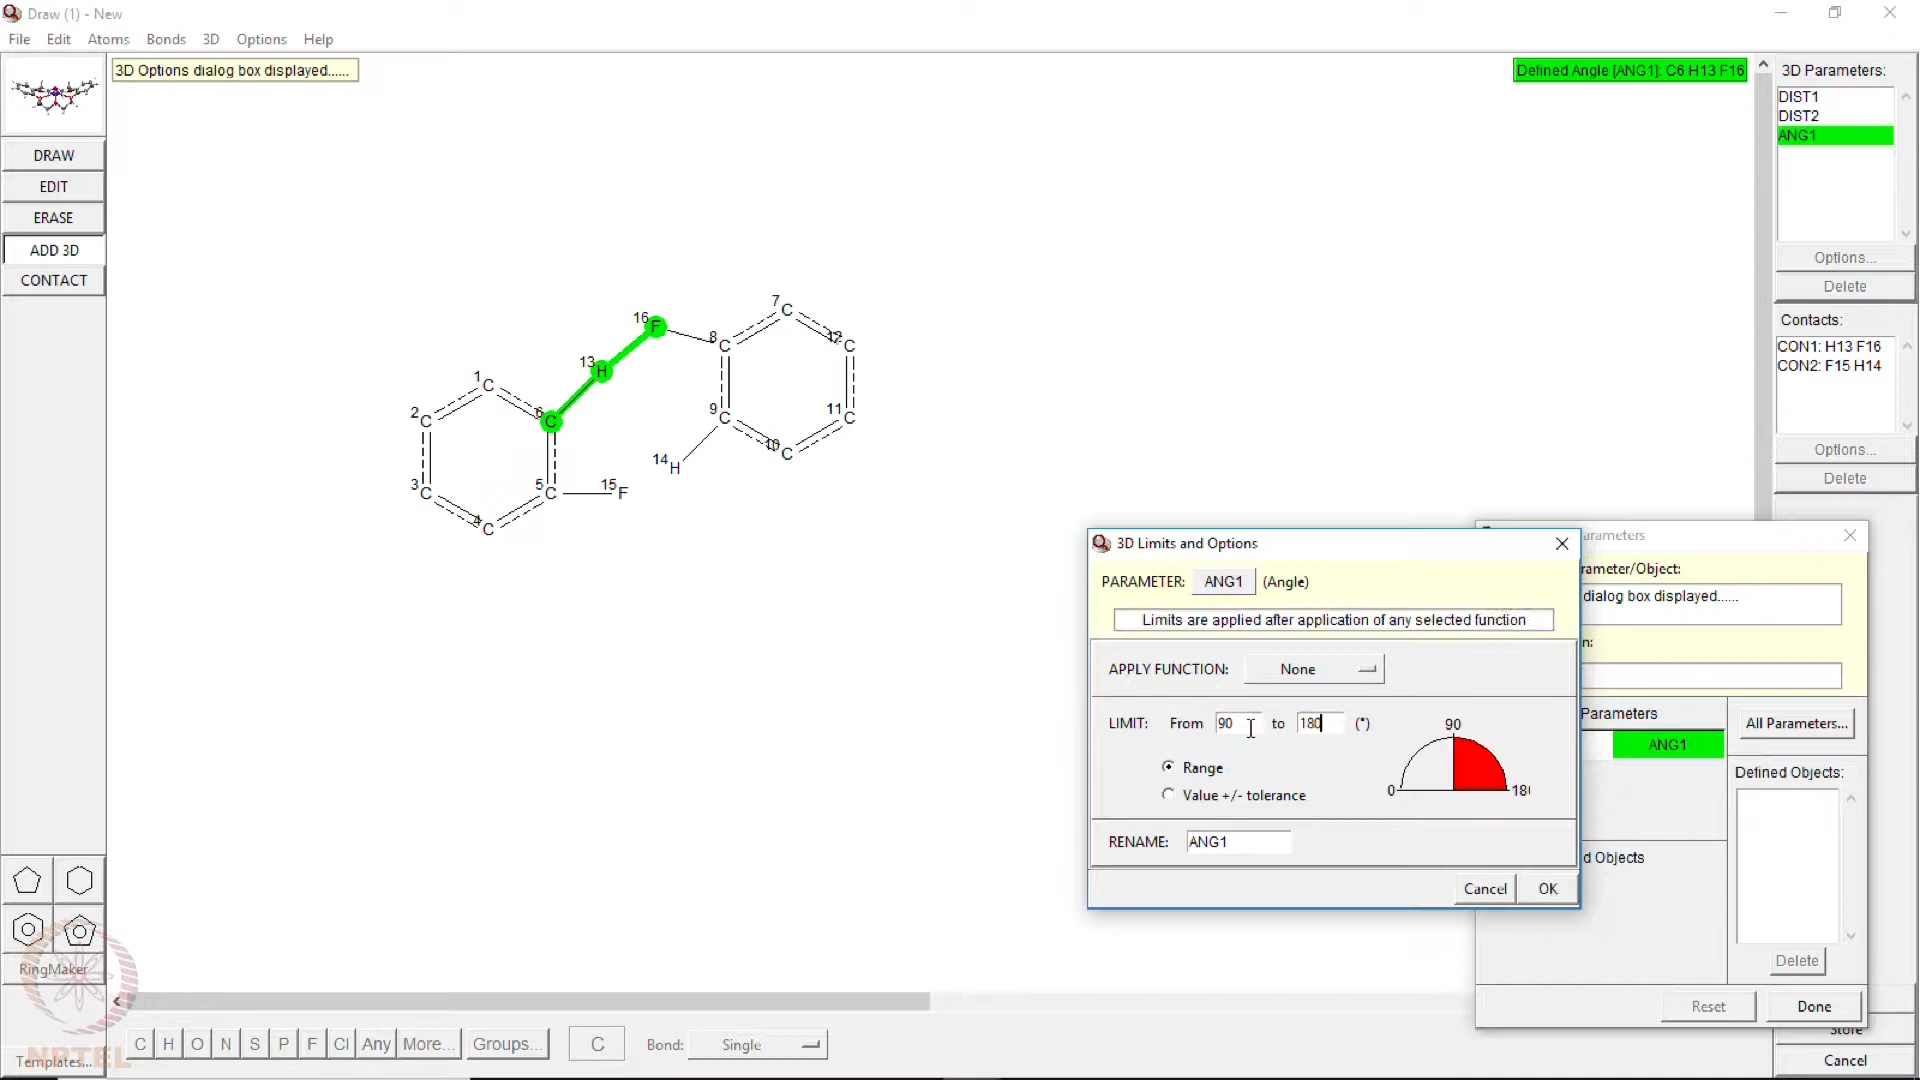 Draw (1) - New
File Edit Atoms Bonds 3D Options Help
3D Options dialog box displayed......
Defined Angle [ANG1]: C6 H13 F16
3D Parameters:
DIST1
DIST2
ANG1
Options...
Delete
Contacts:
CON1: H13 F16
CON2: F15 H14
Options...
Delete
DRAW
EDIT
ERASE
ADD 3D
CONTACT
7
C
16
F
8
C
12
C
13
H
1
C
2
C
6
C
9
C
11
C
10
C
14
H
3
C
5
C
15
F
4
C
3D Limits and Options
PARAMETER: ANG1 (Angle)
Limits are applied after application of any selected function
APPLY FUNCTION: None
LIMIT: From 90 to 180 (°)
90
0
Range
Value +/- tolerance
RENAME: ANG1
Cancel OK
arameters
rameter/Object:
dialog box displayed......
n:
Parameters
All Parameters...
ANG1
Defined Objects:
d Objects
Delete
Reset Done
Store
Cancel
RingMaker
Templates...
NPTEL
C H O N S P F Cl Any More... Groups... C Bond: Single